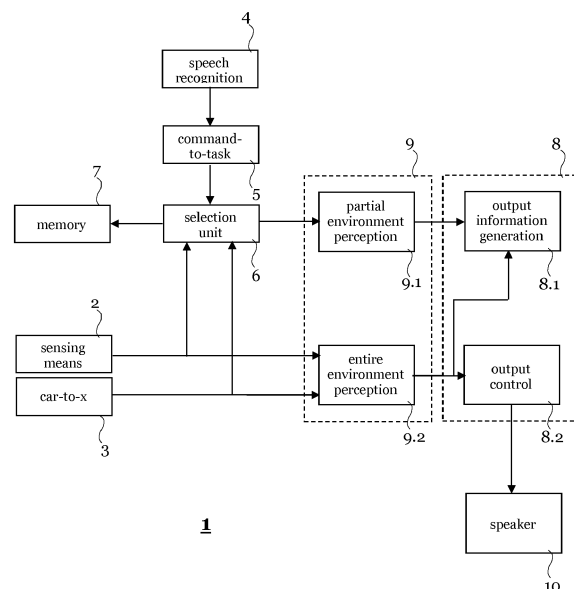 4
speech
recognition
command-
to-task
5
7
memory
selection
unit
6
9
partial
environment
perception
9.1
8
output
information
generation
8.1
2
sensing
means
car-to-x
3
entire
environment
perception
9.2
output
control
8.2
1
speaker
10